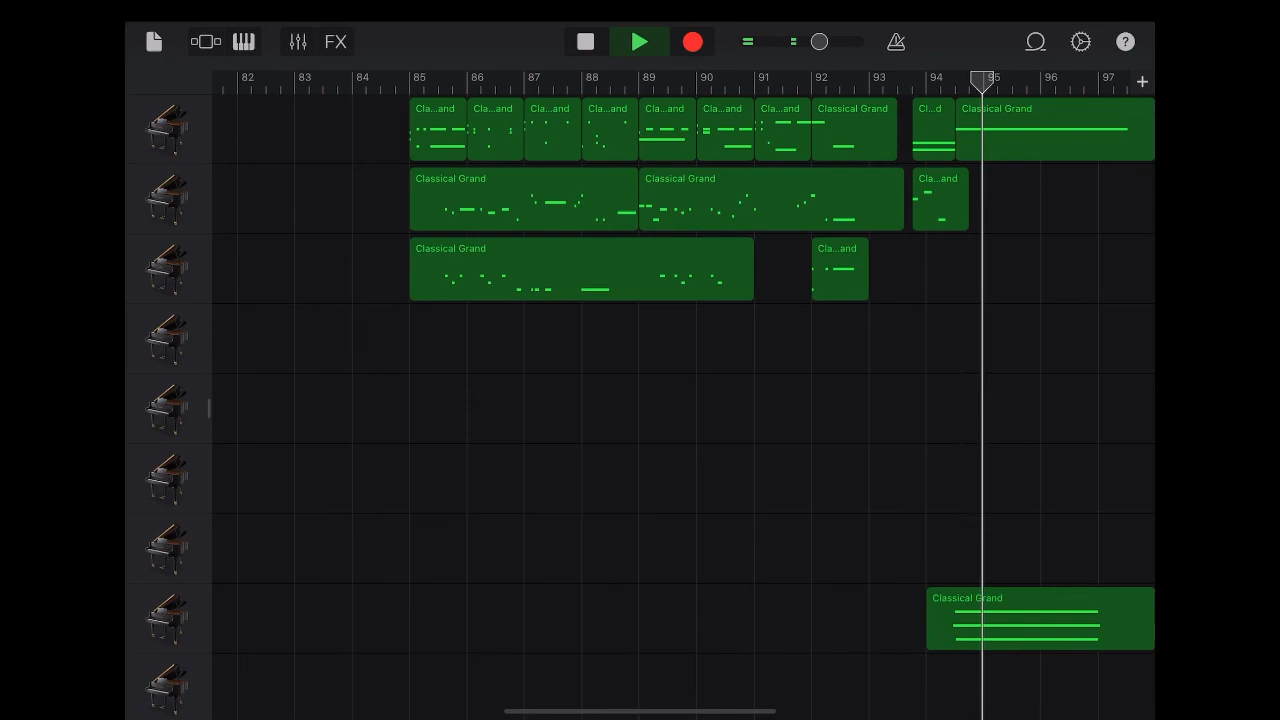 FX ?
82 83 84 85 86 87 88 89 90 91 92 93 94 95 96 97 +
Cla...and Cla...and Cla...and Cla...and Cla...and Cla...and Cla...and Classical Grand Cl...d Classical Grand
Classical Grand Classical Grand Cla...and
Classical Grand Cla...and
Classical Grand